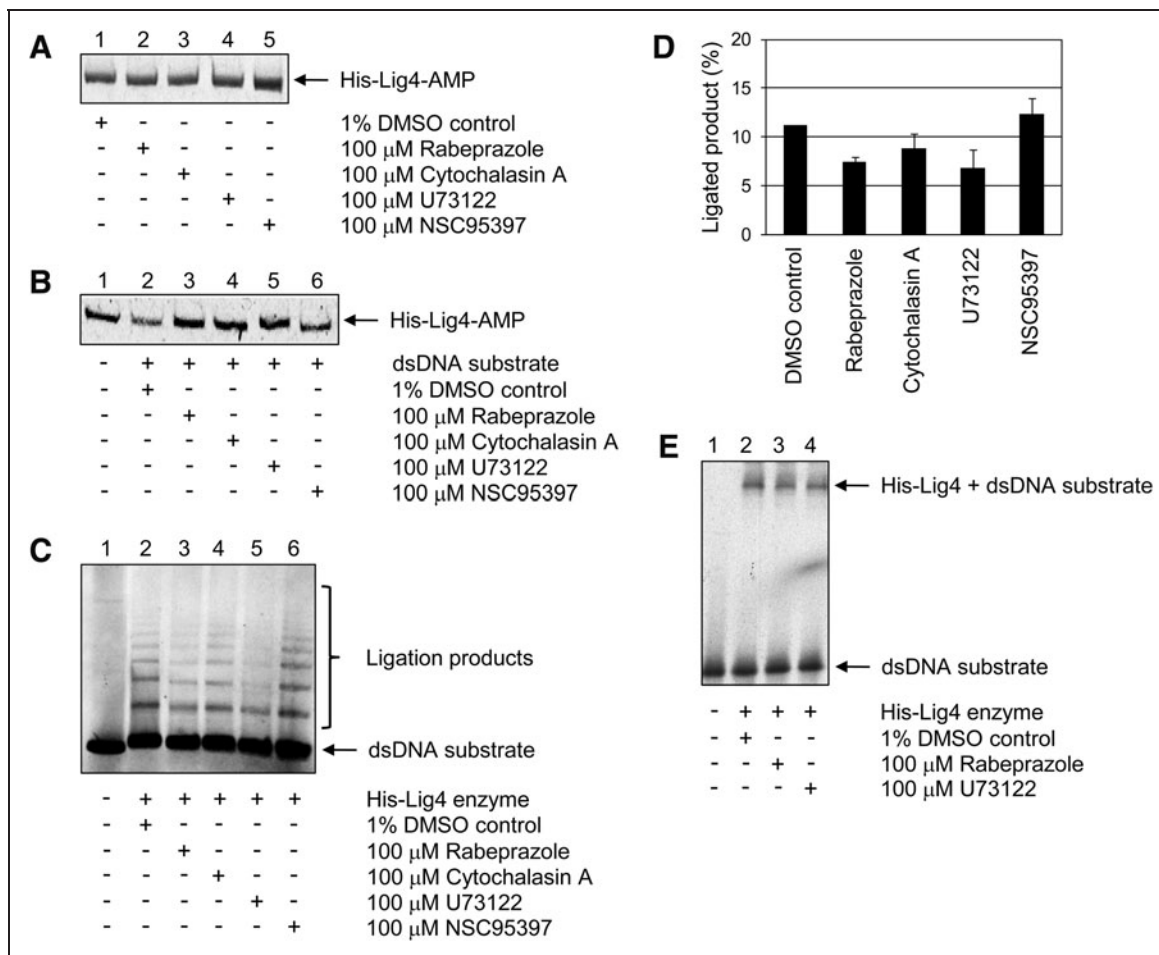 A
1 2 3 4 5
His-Lig4-AMP
+ - - - - 1% DMSO control
- + - - - 100 μM Rabeprazole
- - + - - 100 μM Cytochalasin A
- - - + - 100 μM U73122
- - - - + 100 μM NSC95397
B
1 2 3 4 5 6
His-Lig4-AMP
- + + + + + dsDNA substrate
- + - - - - 1% DMSO control
- - + - - - 100 μM Rabeprazole
- - - + - - 100 μM Cytochalasin A
- - - - + - 100 μM U73122
- - - - - + 100 μM NSC95397
C
1 2 3 4 5 6
Ligation products
dsDNA substrate
- + + + + + His-Lig4 enzyme
- + - - - - 1% DMSO control
- - + - - - 100 μM Rabeprazole
- - - + - - 100 μM Cytochalasin A
- - - - + - 100 μM U73122
- - - - - + 100 μM NSC95397
D
Ligated product (%)
20
15
10
5
0
DMSO control
Rabeprazole
Cytochalasin A
U73122
NSC95397
E
1 2 3 4
His-Lig4 + dsDNA substrate
dsDNA substrate
- + + + His-Lig4 enzyme
- + - - 1% DMSO control
- - + - 100 μM Rabeprazole
- - - + 100 μM U73122